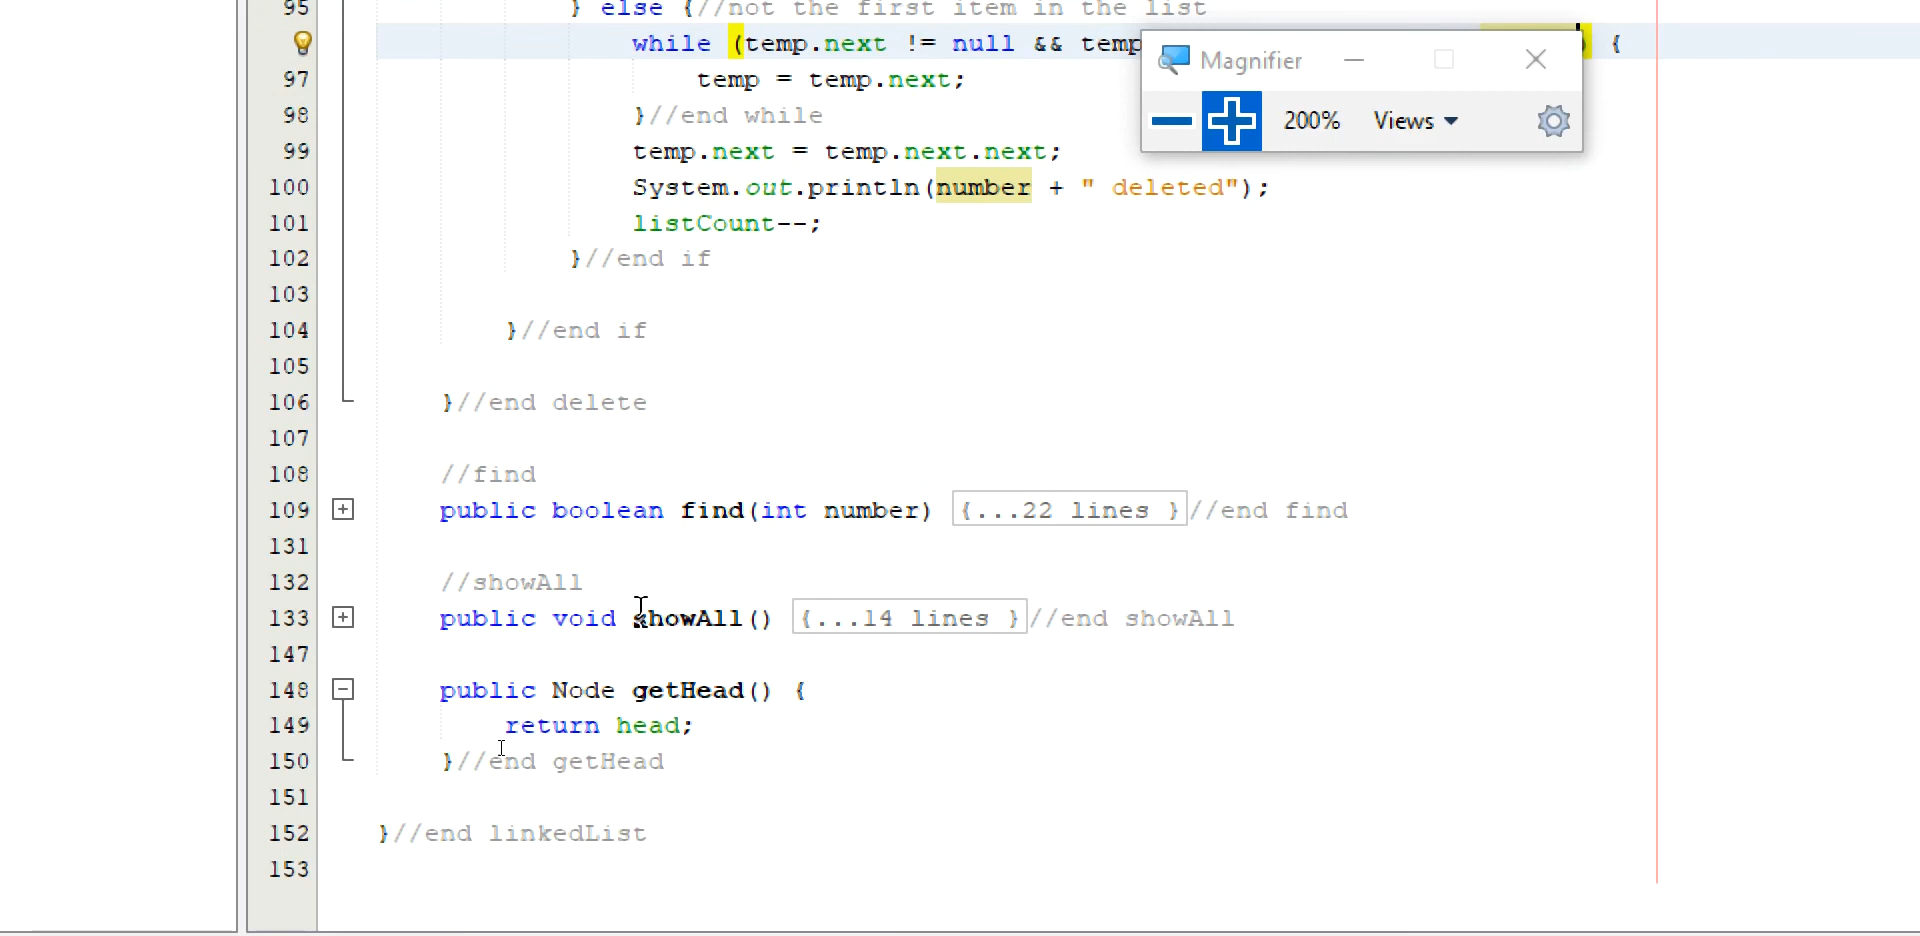 95 } else {//not the first item in the list
while (temp.next != null && temp {
97 temp = temp.next;
98 }//end while
99 temp.next = temp.next.next;
100 System.out.println(number + " deleted");
101 listCount--;
102 }//end if
103
104 }//end if
105
106 }//end delete
107
108 //find
109 public boolean find(int number) {...22 lines }//end find
131
132 //showAll
133 public void showAll() {...14 lines }//end showAll
147
148 public Node getHead() {
149 return head;
150 }//end getHead
151
152 }//end linkedList
153
Magnifier
200% Views